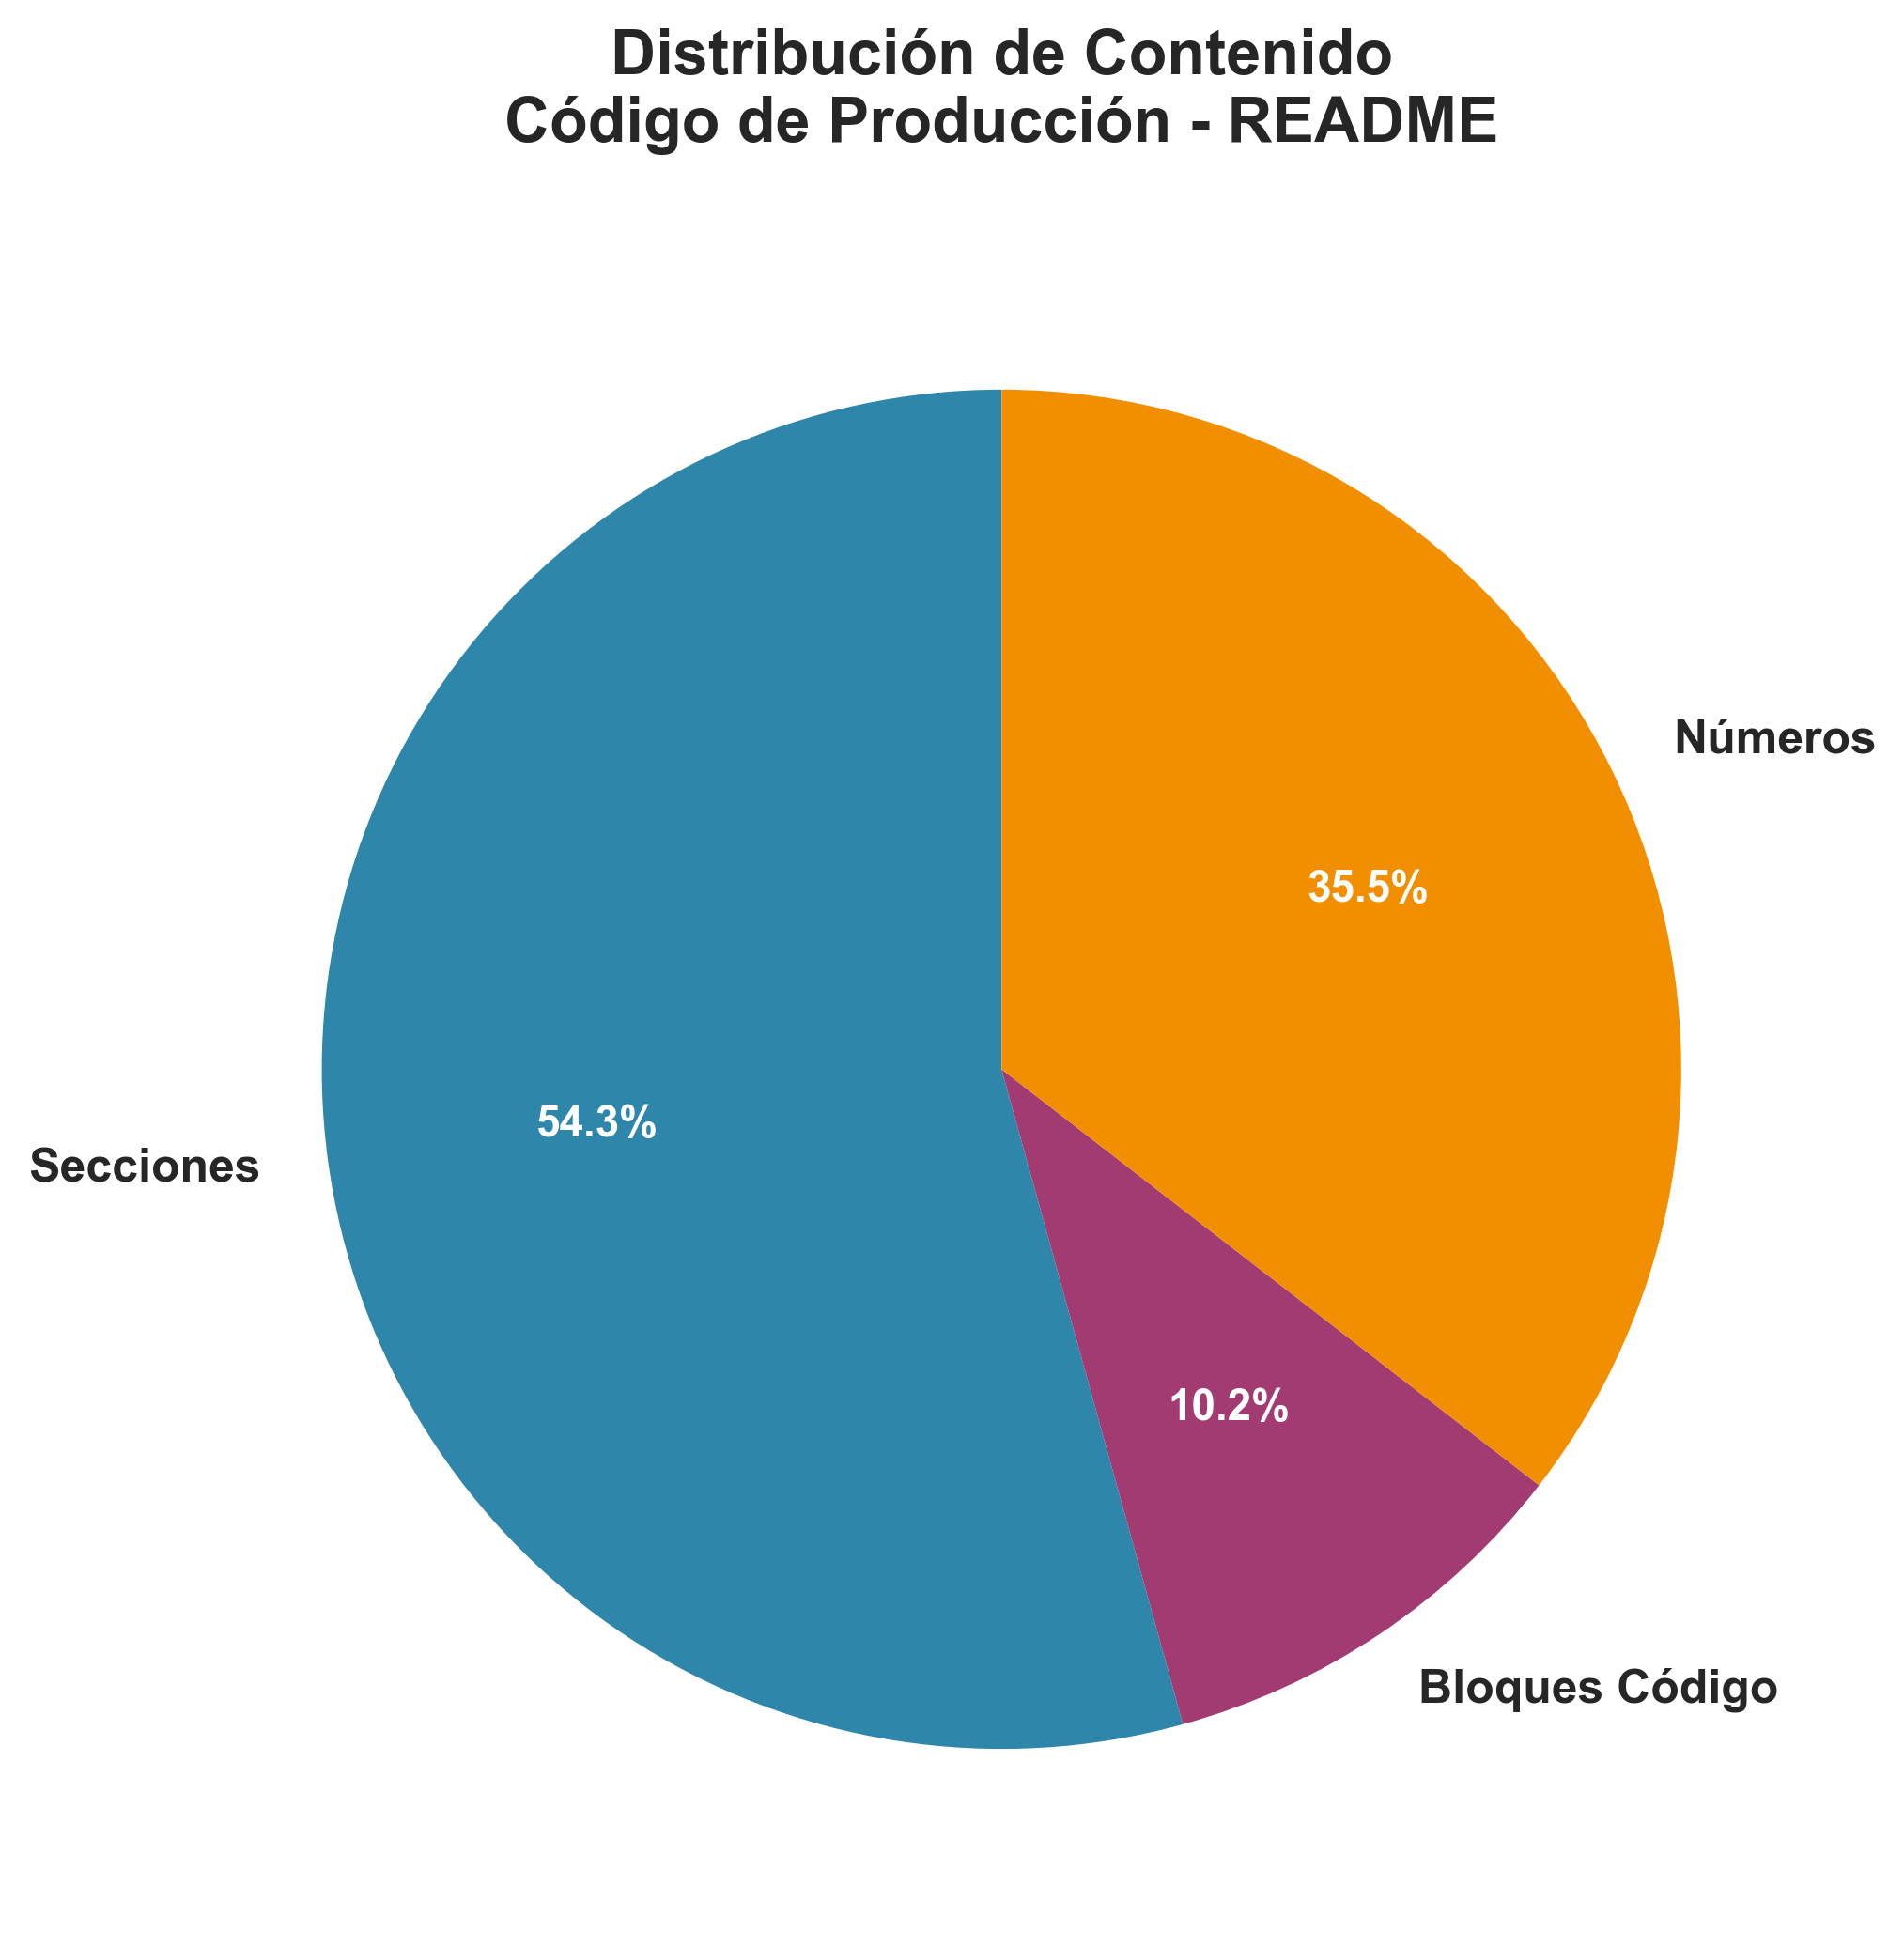 Distribución de Contenido
Código de Producción - README
Números
35.5%
54.3%
Secciones
10.2%
Bloques Código